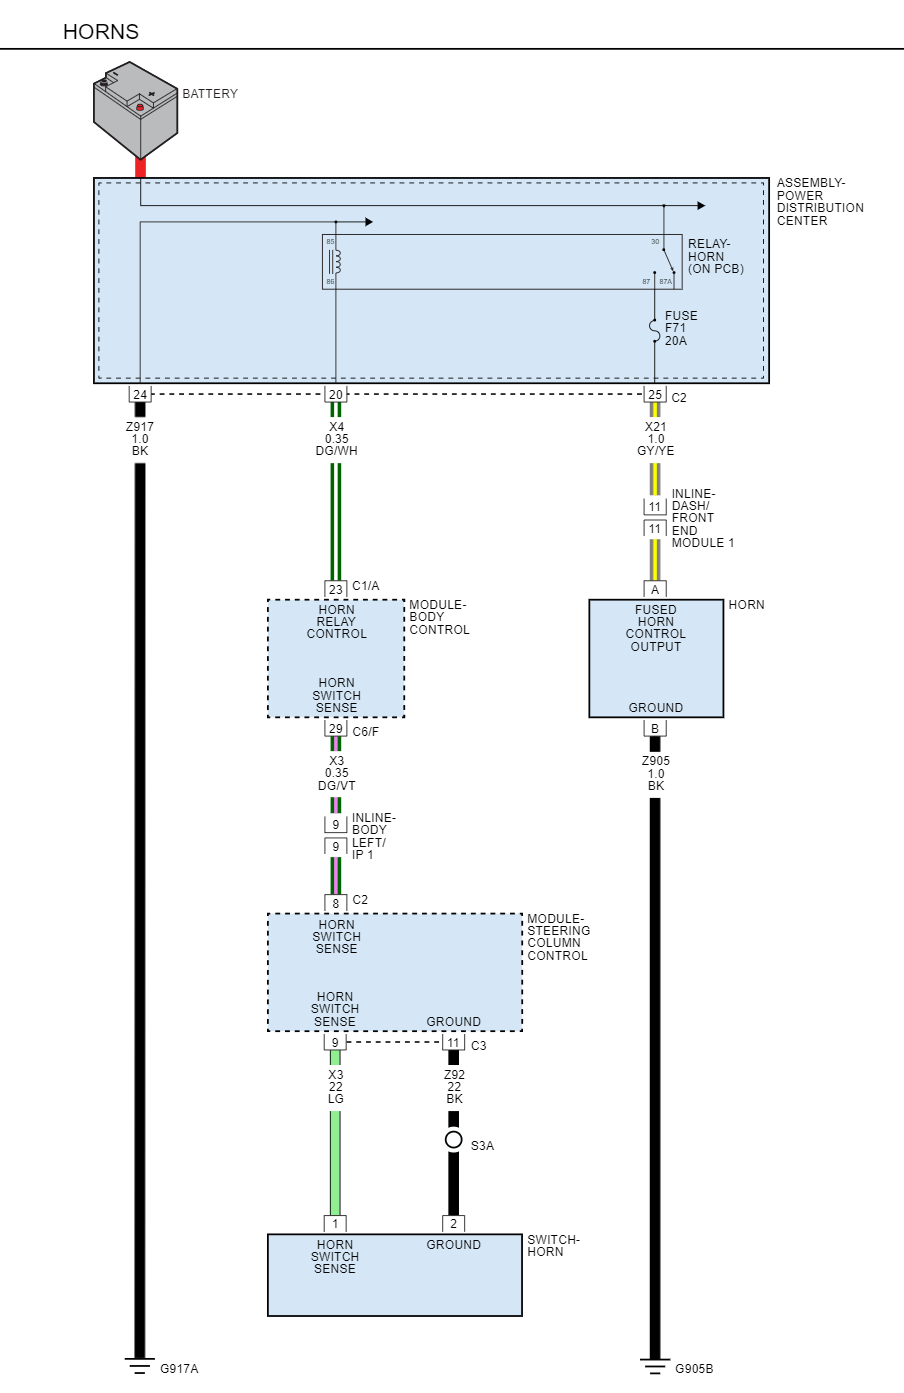 HORNS
BATTERY
ASSEMBLY-
POWER
DISTRIBUTION
CENTER
85
30
86
87
87A
RELAY-
HORN
(ON PCB)
FUSE
F71
20A
24
20
25
C2
Z917
1.0
BK
X4
0.35
DG/WH
X21
1.0
GY/YE
11
11
INLINE-
DASH/
FRONT
END
MODULE 1
23
C1/A
A
HORN
RELAY
CONTROL
MODULE-
BODY
CONTROL
FUSED
HORN
CONTROL
OUTPUT
HORN
HORN
SWITCH
SENSE
GROUND
29
C6/F
B
X3
0.35
DG/VT
Z905
1.0
BK
9
9
INLINE-
BODY
LEFT/
IP 1
8
C2
HORN
SWITCH
SENSE
MODULE-
STEERING
COLUMN
CONTROL
HORN
SWITCH
SENSE
GROUND
9
11
C3
X3
22
LG
Z92
22
BK
S3A
1
2
HORN
SWITCH
SENSE
GROUND
SWITCH-
HORN
G917A
G905B